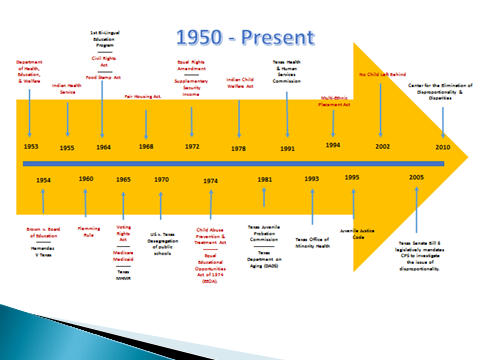 1950 - Present
1st Bi-Lingual
Education
Program
Civil Rights
Act
Food Stamp Act
Department
of Health,
Education,
& Welfare
Indian Health
Service
Fair Housing Act.
Equal Rights
Amendment
Supplementary
Security
Income
Indian Child
Welfare Act
Texas Health
& Human
Services
Commission
Multi-Ethnic
Placement Act
No Child Left Behind
Center for the Elimination of
Disproportionality &
Disparities
1953
1955
1964
1968
1972
1978
1991
1994
2002
2010
1954
1960
1965
1970
1974
1981
1993
1995
2005
Brown v. Board
of Education
Hernandez
V Texas
Flemming
Rule
Voting
Rights
Act
Medicare
Medicaid
Texas
MHMR
US v. Texas
Desegregation of
public
schools
Child Abuse
Prevention &
Treatment Act
Equal
Educational
Opportunities
Act of 1974
(EEOA).
Texas Juvenile
Probation
Commission
Texas
Department on
Aging (DADS)
Texas Office of
Minority Health
Juvenile Justice
Code
Texas Senate Bill 6
legislatively mandates
CPS to investigate
the issue of
disproportionality.